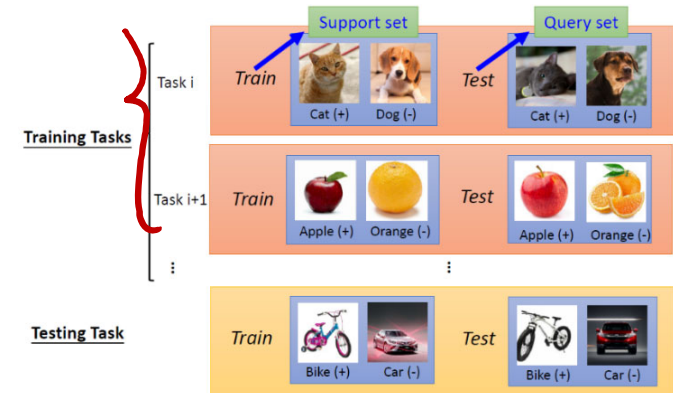 Support set
Query set
Task i
Train
Cat (+)
Dog (-)
Test
Cat (+)
Dog (-)
Training Tasks
Task i+1
Train
Apple (+)
Orange (-)
Test
Apple (+)
Orange (-)
Testing Task
Train
Bike (+)
Car (-)
Test
Bike (+)
Car (-)